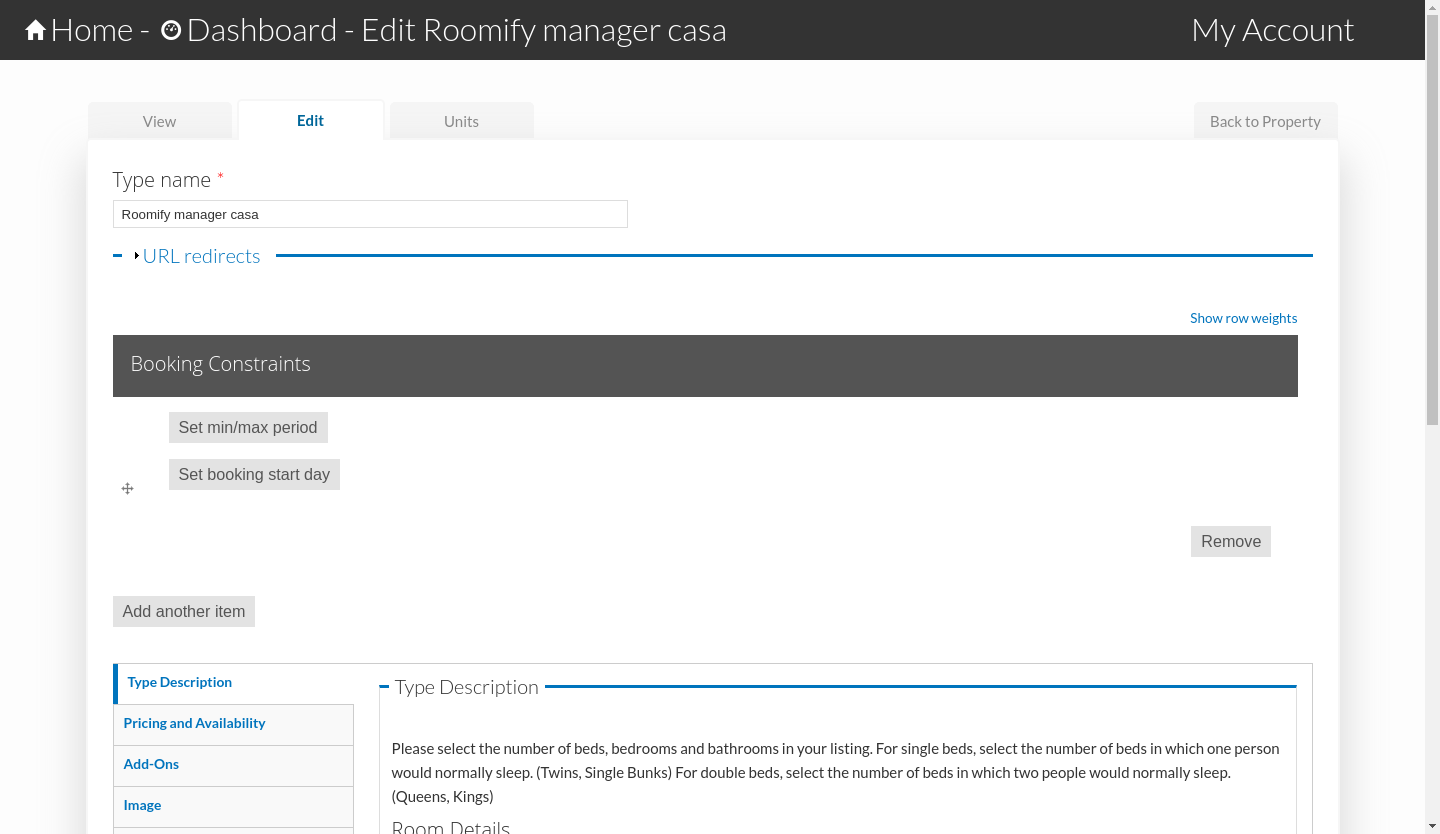 Home - Dashboard - Edit Roomify manager casa
My Account
View
Edit
Units
Back to Property
Type name *
Roomify manager casa
URL redirects
Show row weights
Booking Constraints
Set min/max period
Set booking start day
Remove
Add another item
Type Description
Pricing and Availability
Add-Ons
Image
Type Description
Please select the number of beds, bedrooms and bathrooms in your listing. For single beds, selest the number of beds in which one person
would normally sleep. (Twins, Single Bunks) For double beds, select the number of beds in which two people would normally sleep.
(Queens, Kings)
Room Details